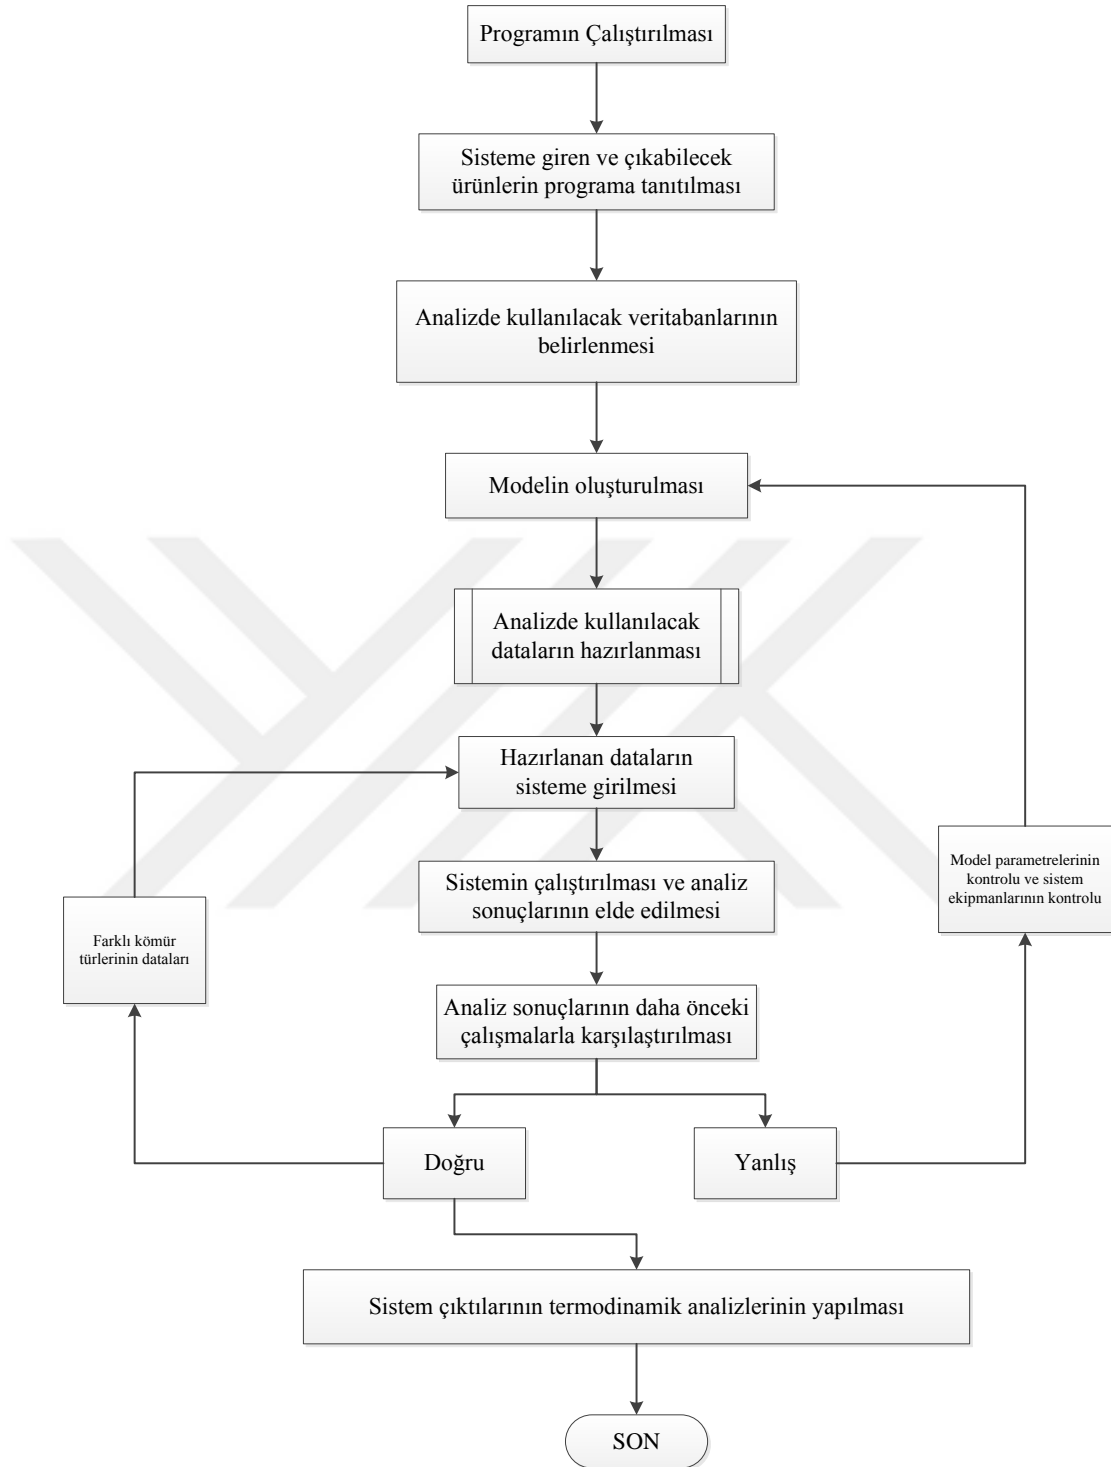 Programın Çalıştırılması
Sisteme giren ve çıkabilecek
ürünlerin programa tanıtılması
Analizde kullanılacak veritabanlarının
belirlenmesi
Modelin oluşturulması
Analizde kullanılacak
dataların hazırlanması
Hazırlanan dataların
sisteme girilmesi
Sistemin çalıştırılması ve analiz
sonuçlarının elde edilmesi
Model parametrelerinin
kontrolu ve sistem
ekipmanlarının kontrolu
Farklı kömür
türlerinin dataları
Analiz sonuçlarının daha önceki
çalışmalarla karşılaştırılması
Doğru
Yanlış
Sistem çıktılarının termodinamik analizlerinin yapılması
SON